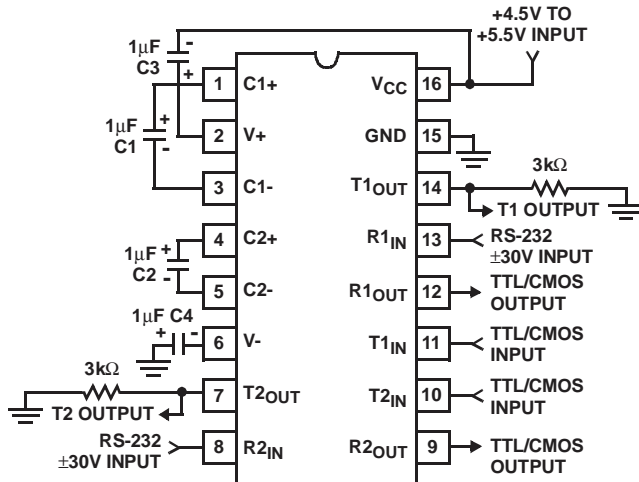 +4.5V TO
+5.5V INPUT
1μF
C3
-
+
1
C1+
VCC
16
1μF
C1
+
-
2
V+
GND
15
3
C1-
T1OUT
14
3kΩ
T1 OUTPUT
4
C2+
R1IN
13
RS-232
±30V INPUT
1μF
C2
+
-
5
C2-
R1OUT
12
TTL/CMOS
OUTPUT
1μF C4
+
-
6
V-
T1IN
11
TTL/CMOS
INPUT
3kΩ
T2 OUTPUT
7
T2OUT
T2IN
10
TTL/CMOS
INPUT
RS-232
±30V INPUT
8
R2IN
R2OUT
9
TTL/CMOS
OUTPUT